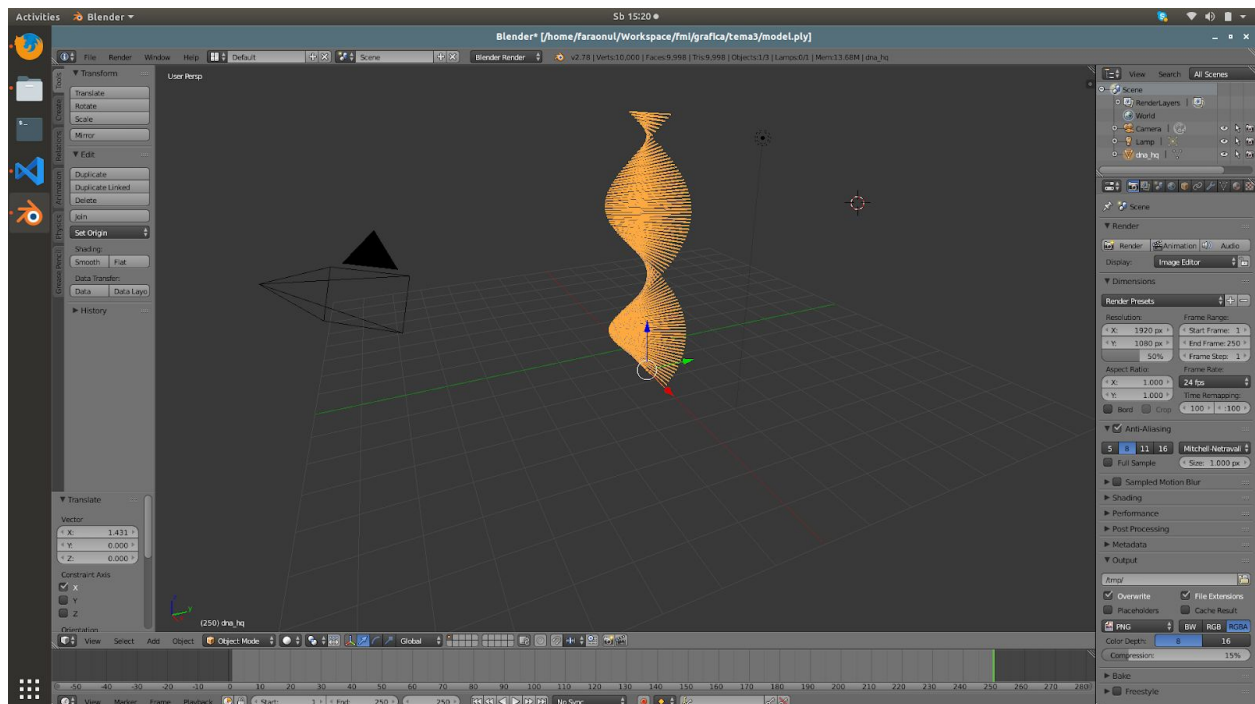 Activities Blender Sb 15:20
Blender* [/home/faraonul/Workspace/fmi/grafica/tema3/model.ply]
File Render Window Help Default Scene Blender Render v2.78 | Verts:10,000 | Faces:9,998 | Tris:9,998 | Objects:1/3 | Lamps:0/1 | Mem:13.68M | dna_hq
Tools
Create
Relations
Animation
Physics
Grease Pencil
Transform
Translate
Rotate
Scale
Mirror
Edit
Duplicate
Duplicate Linked
Delete
Join
Set Origin
Shading:
Smooth Flat
Data Transfer:
Data Data Layo
History
Translate
Vector
X: 1.431
Y: 0.000
Z: 0.000
Constraint Axis
X
Y
Z
Orientation
User Persp
(250) dna_hq
View Select Add Object Object Mode Global
-50 -40 -30 -20 -10 0 10 20 30 40 50 60 70 80 90 100 110 120 130 140 150 160 170 180 190 200 210 220 230 240 250 260 270 280
View Marker Frame Playback Start: 1 End: 250 250 No Sync
View Search All Scenes
Scene
RenderLayers
World
Camera
Lamp
dna_hq
Scene
Render
Render Animation Audio
Display: Image Editor
Dimensions
Render Presets
Resolution: Frame Range:
X: 1920 px Start Frame: 1
Y: 1080 px End Frame: 250
50% Frame Step: 1
Aspect Ratio: Frame Rate:
X: 1.000 24 fps
Y: 1.000 Time Remapping:
Bord Crop 100 :100
Anti-Aliasing
5 8 11 16 Mitchell-Netravali
Full Sample Size: 1.000 px
Sampled Motion Blur
Shading
Performance
Post Processing
Metadata
Output
/tmp/
Overwrite File Extensions
Placeholders Cache Result
PNG BW RGB RGBA
Color Depth: 8 16
Compression: 15%
Bake
Freestyle